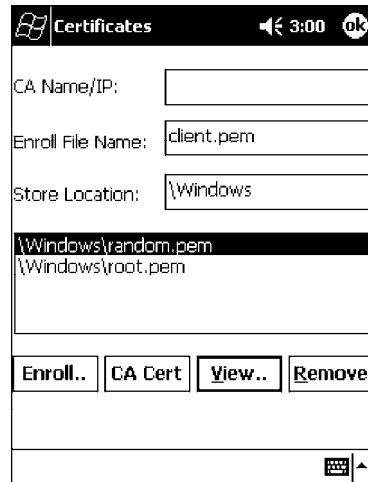 Certificates 3:00 ok
CA Name/IP:
Enroll File Name: client.pem
Store Location: \Windows
\Windows\random.pem
\Windows\root.pem
Enroll.. CA Cert View.. Remove